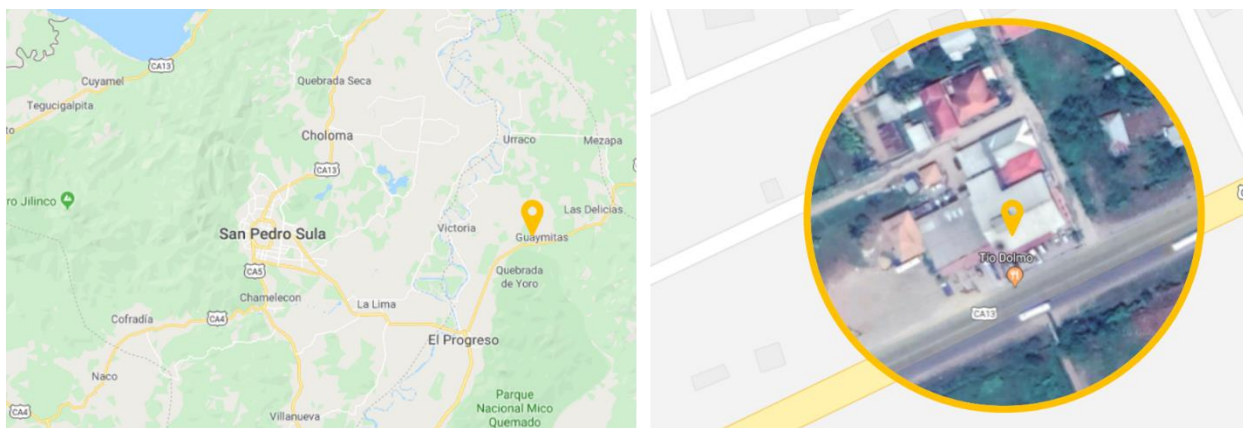 CA13
Cuyamel
Quebrada Seca
Tegucigalpita
to
Choloma
Urraco
Mezapa
CA13
ro Jilinco
Las Delicias
San Pedro Sula
Victoria
Guaymitas
CA5
Quebrada
de Yoro
Chamelecon
La Lima
Cofradía
CA4
El Progreso
Naco
Parque
Nacional Mico
Quemado
CA4
Villanueva
Tío Dolmo
CA13